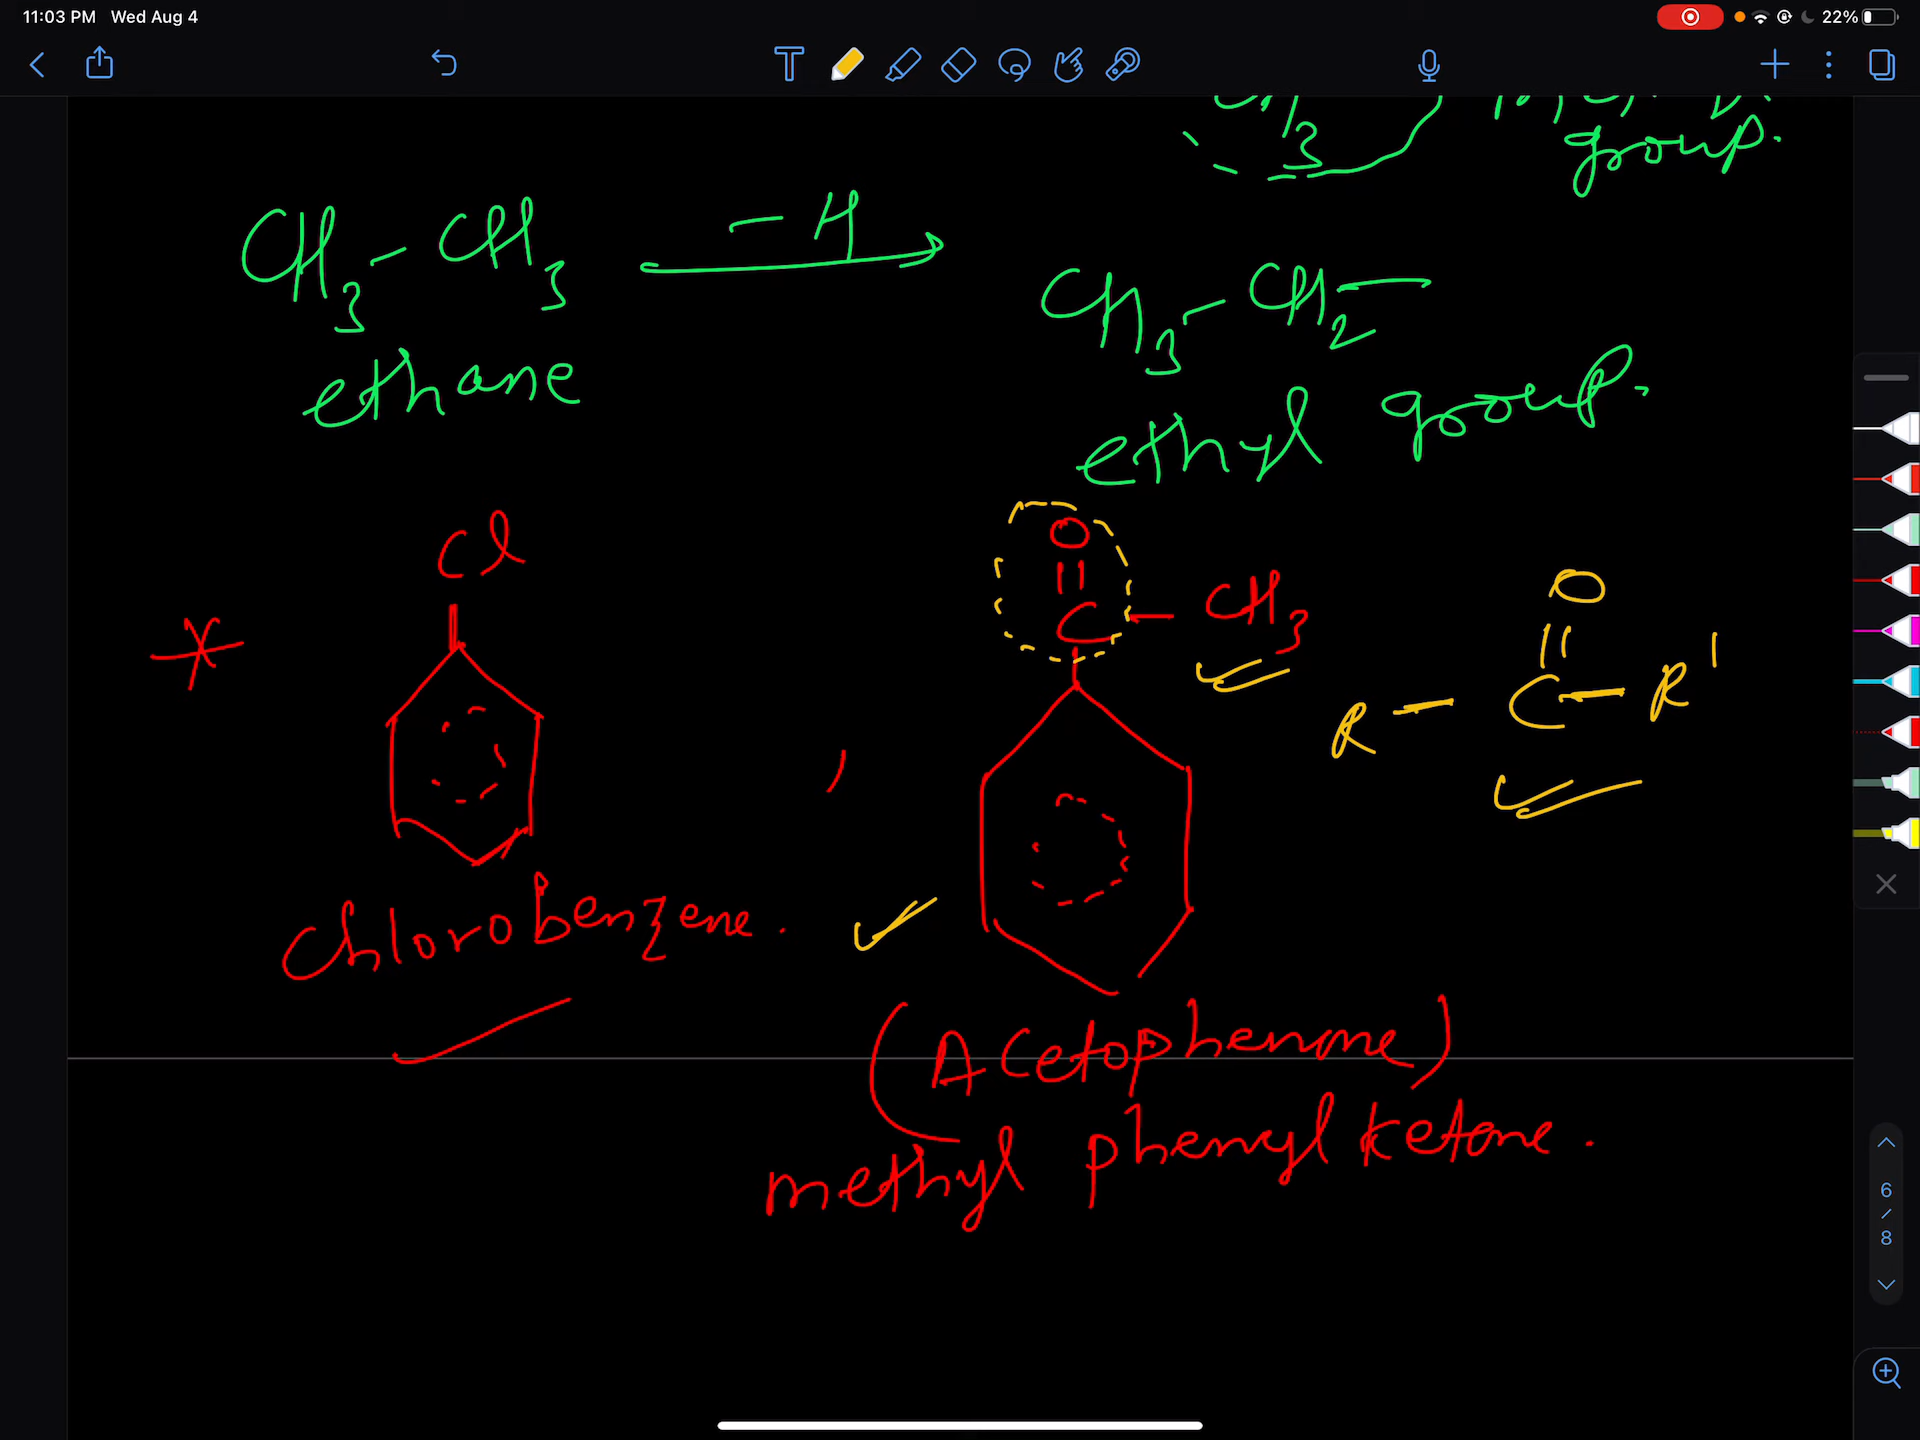 11:03 PM Wed Aug 4
22%
CH3
group.
CH3-CH3
-H
CH3-CH2-
ethane
ethyl group.
Cl
O
C-CH3
O
R-C-R'
,
Chlorobenzene.
(Acetophenone)
methyl phenyl ketone.
6
/
8